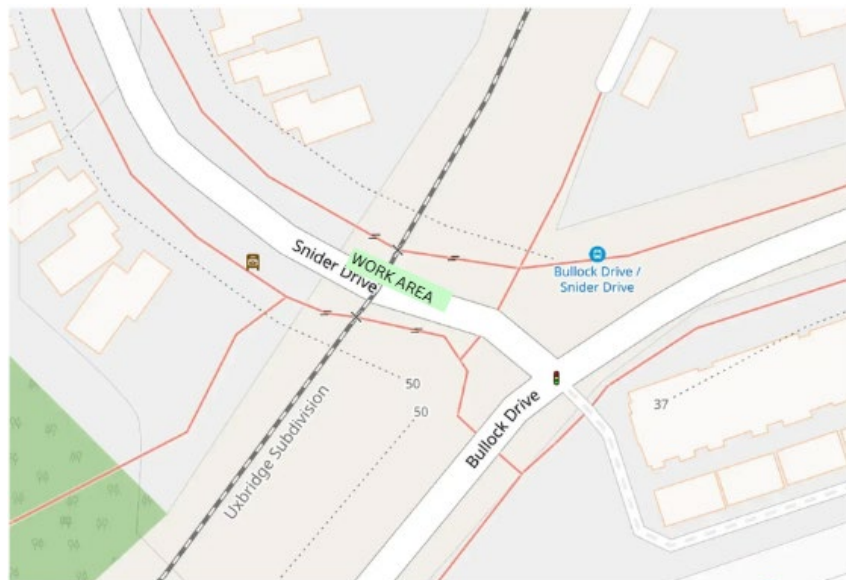 Snider Drive
WORK AREA
Bullock Drive /
Snider Drive
50
50
37
Bullock Drive
Uxbridge Subdivision